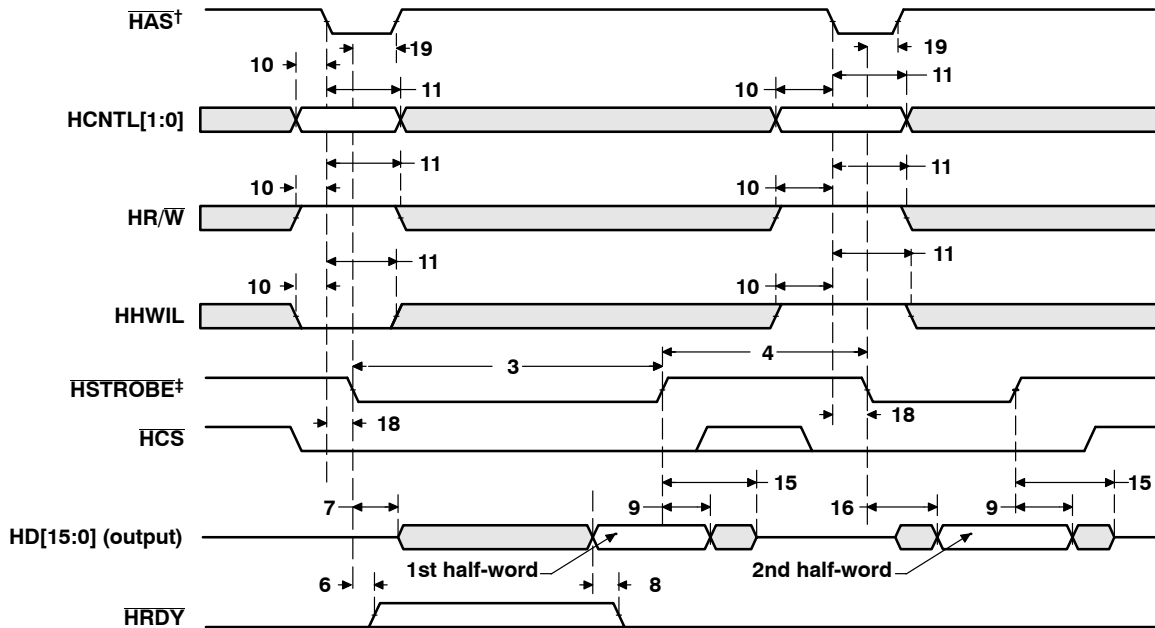 HAS†
19
19
10
11
10
11
HCNTL[1:0]
11
11
10
10
HR/W
11
11
10
10
HHWIL
3
4
HSTROBE‡
18
18
HCS
15
15
7
9
16
9
HD[15:0] (output)
1st half-word
2nd half-word
6
8
HRDY